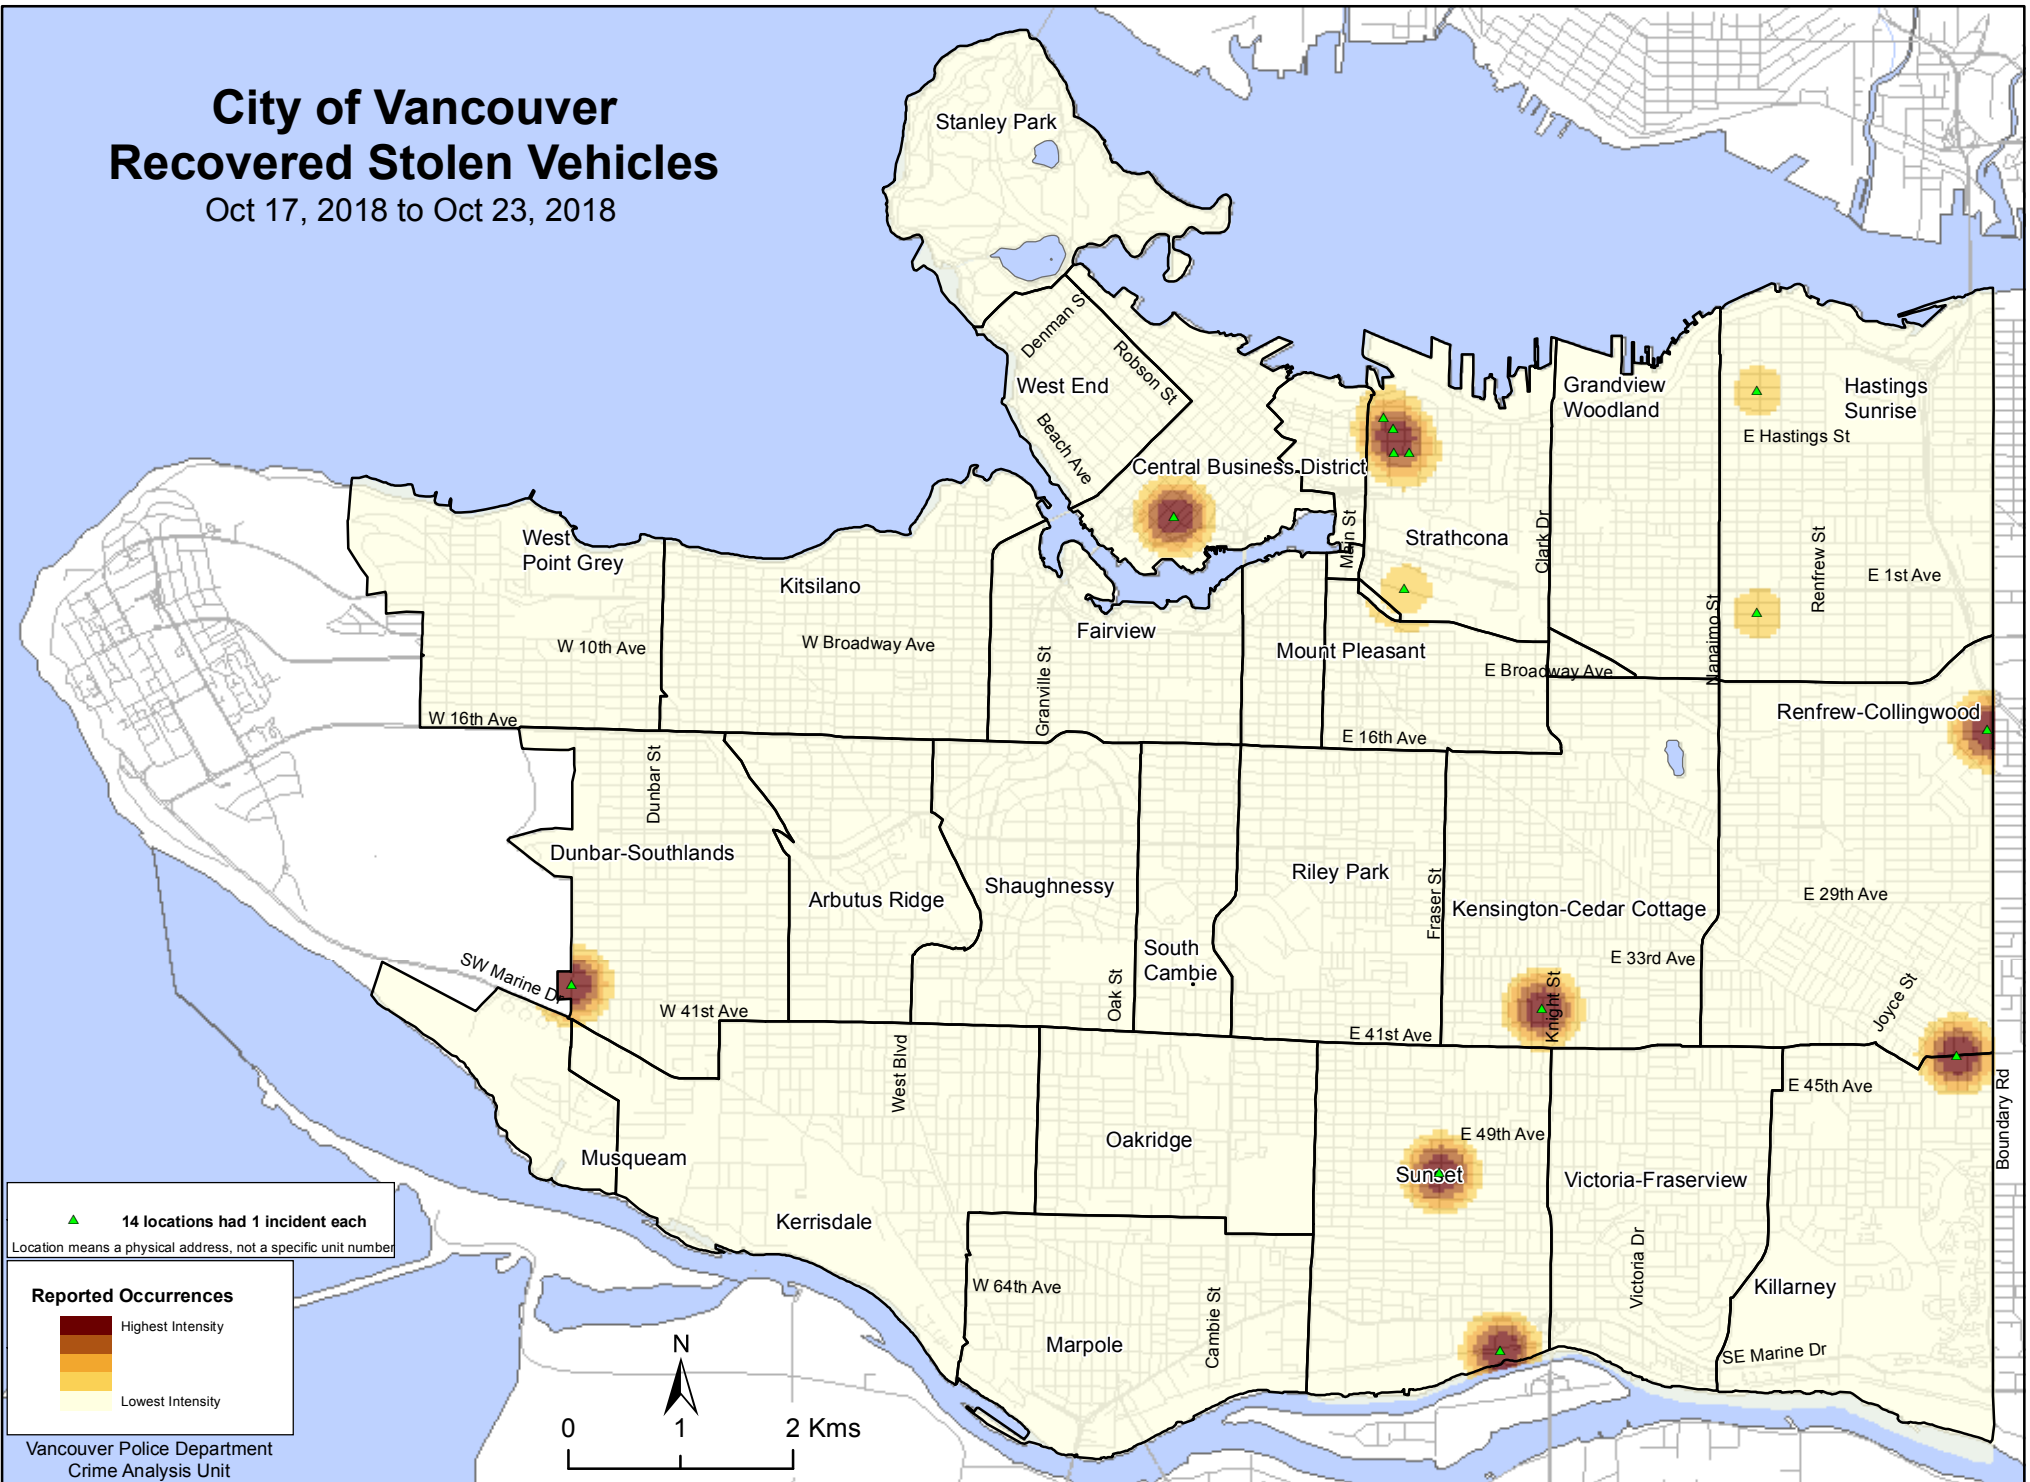 City of Vancouver
Recovered Stolen Vehicles
Oct 17, 2018 to Oct 23, 2018
Stanley Park
Denman S
Robson St
West End
Beach Ave
Central Business District
Grandview
Woodland
Hastings
Sunrise
E Hastings St
West
Point Grey
Kitsilano
Main St
Strathcona
Clark Dr
Renfrew St
E 1st Ave
Nanaimo St
W 10th Ave
W Broadway Ave
Fairview
Mount Pleasant
E Broadway Ave
Granville St
W 16th Ave
E 16th Ave
Renfrew-Collingwood
Dunbar St
Dunbar-Southlands
Arbutus Ridge
Shaughnessy
Riley Park
Fraser St
Kensington-Cedar Cottage
E 29th Ave
South
Cambie
E 33rd Ave
SW Marine Dr
Oak St
Knight St
Joyce St
W 41st Ave
E 41st Ave
West Blvd
E 45th Ave
Boundary Rd
Musqueam
Oakridge
E 49th Ave
Sunset
Victoria-Fraserview
Kerrisdale
Victoria Dr
W 64th Ave
Cambie St
Killarney
Marpole
SE Marine Dr
14 locations had 1 incident each
Location means a physical address, not a specific unit number
Reported Occurrences
Highest Intensity
Lowest Intensity
N
0 1 2 Kms
Vancouver Police Department
Crime Analysis Unit